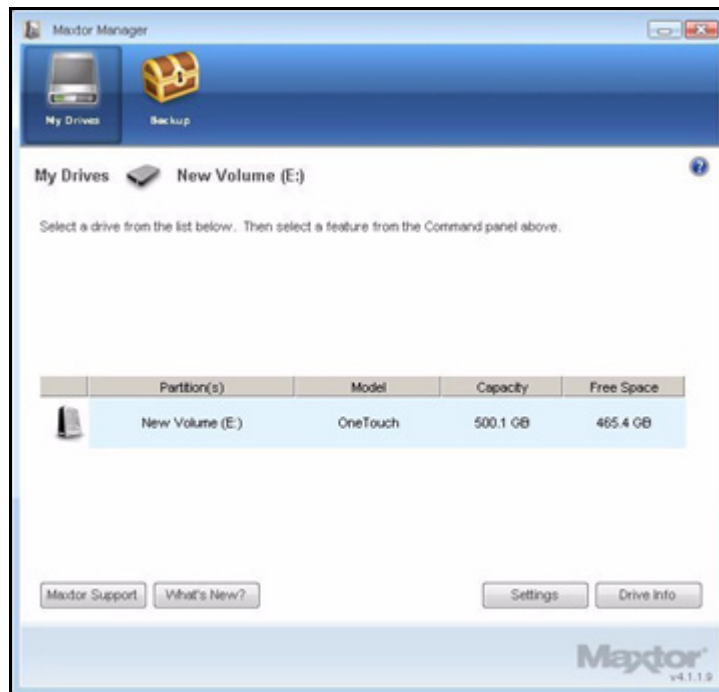 Maxtor Manager
My Drives Backup
My Drives New Volume (E:)
Select a drive from the list below. Then select a feature from the Command panel above.
Partition(s) Model Capacity Free Space
New Volume (E:) OneTouch 500.1 GB 465.4 GB
Maxtor Support What's New? Settings Drive Info
Maxtor
v4.1.1.9